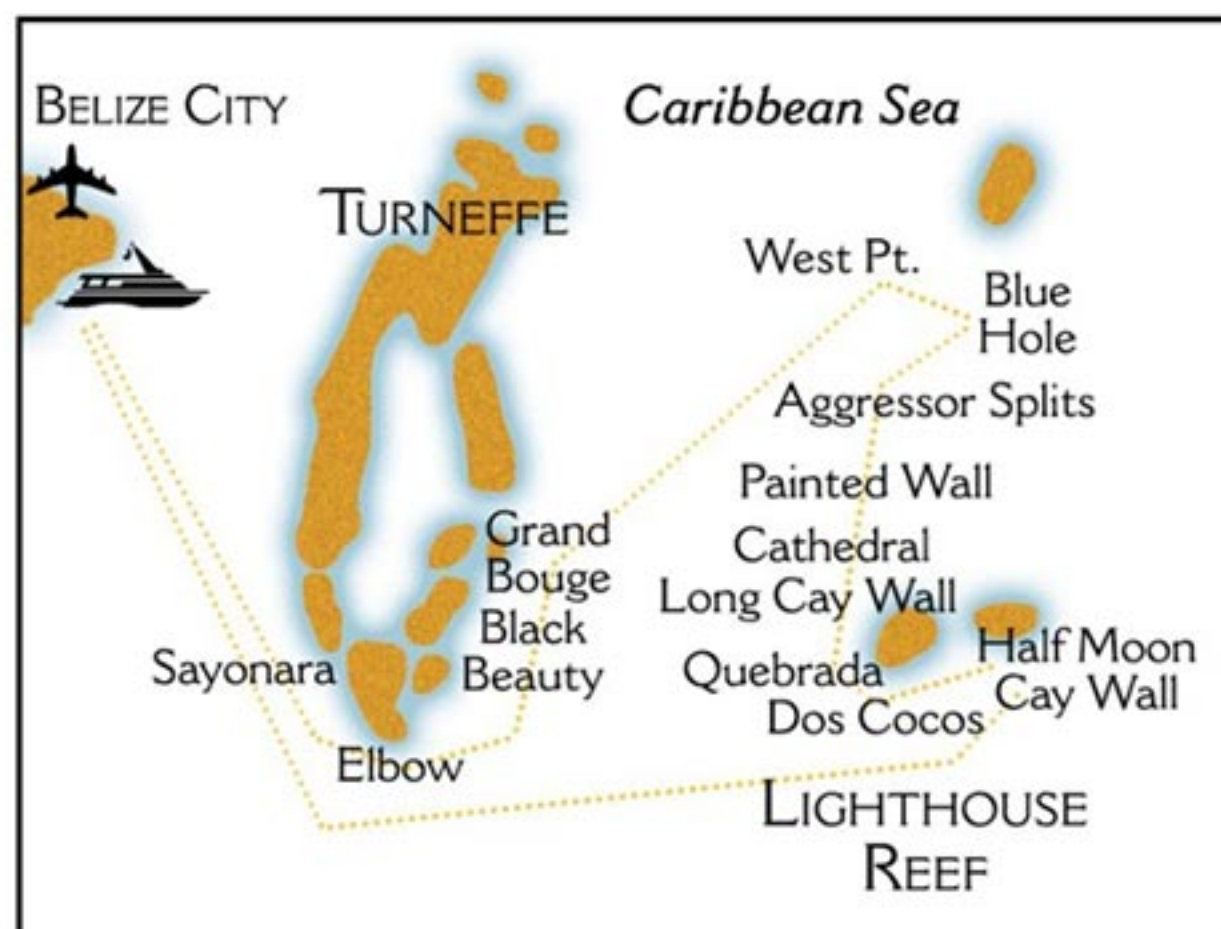 BELIZE CITY
Caribbean Sea
TURNEFFE
West Pt.
Blue
Hole
Aggressor Splits
Painted Wall
Grand
Bouge
Cathedral
Long Cay Wall
Black
Beauty
Sayonara
Half Moon
Cay Wall
Quebrada
Dos Cocos
Elbow
LIGHTHOUSE
REEF